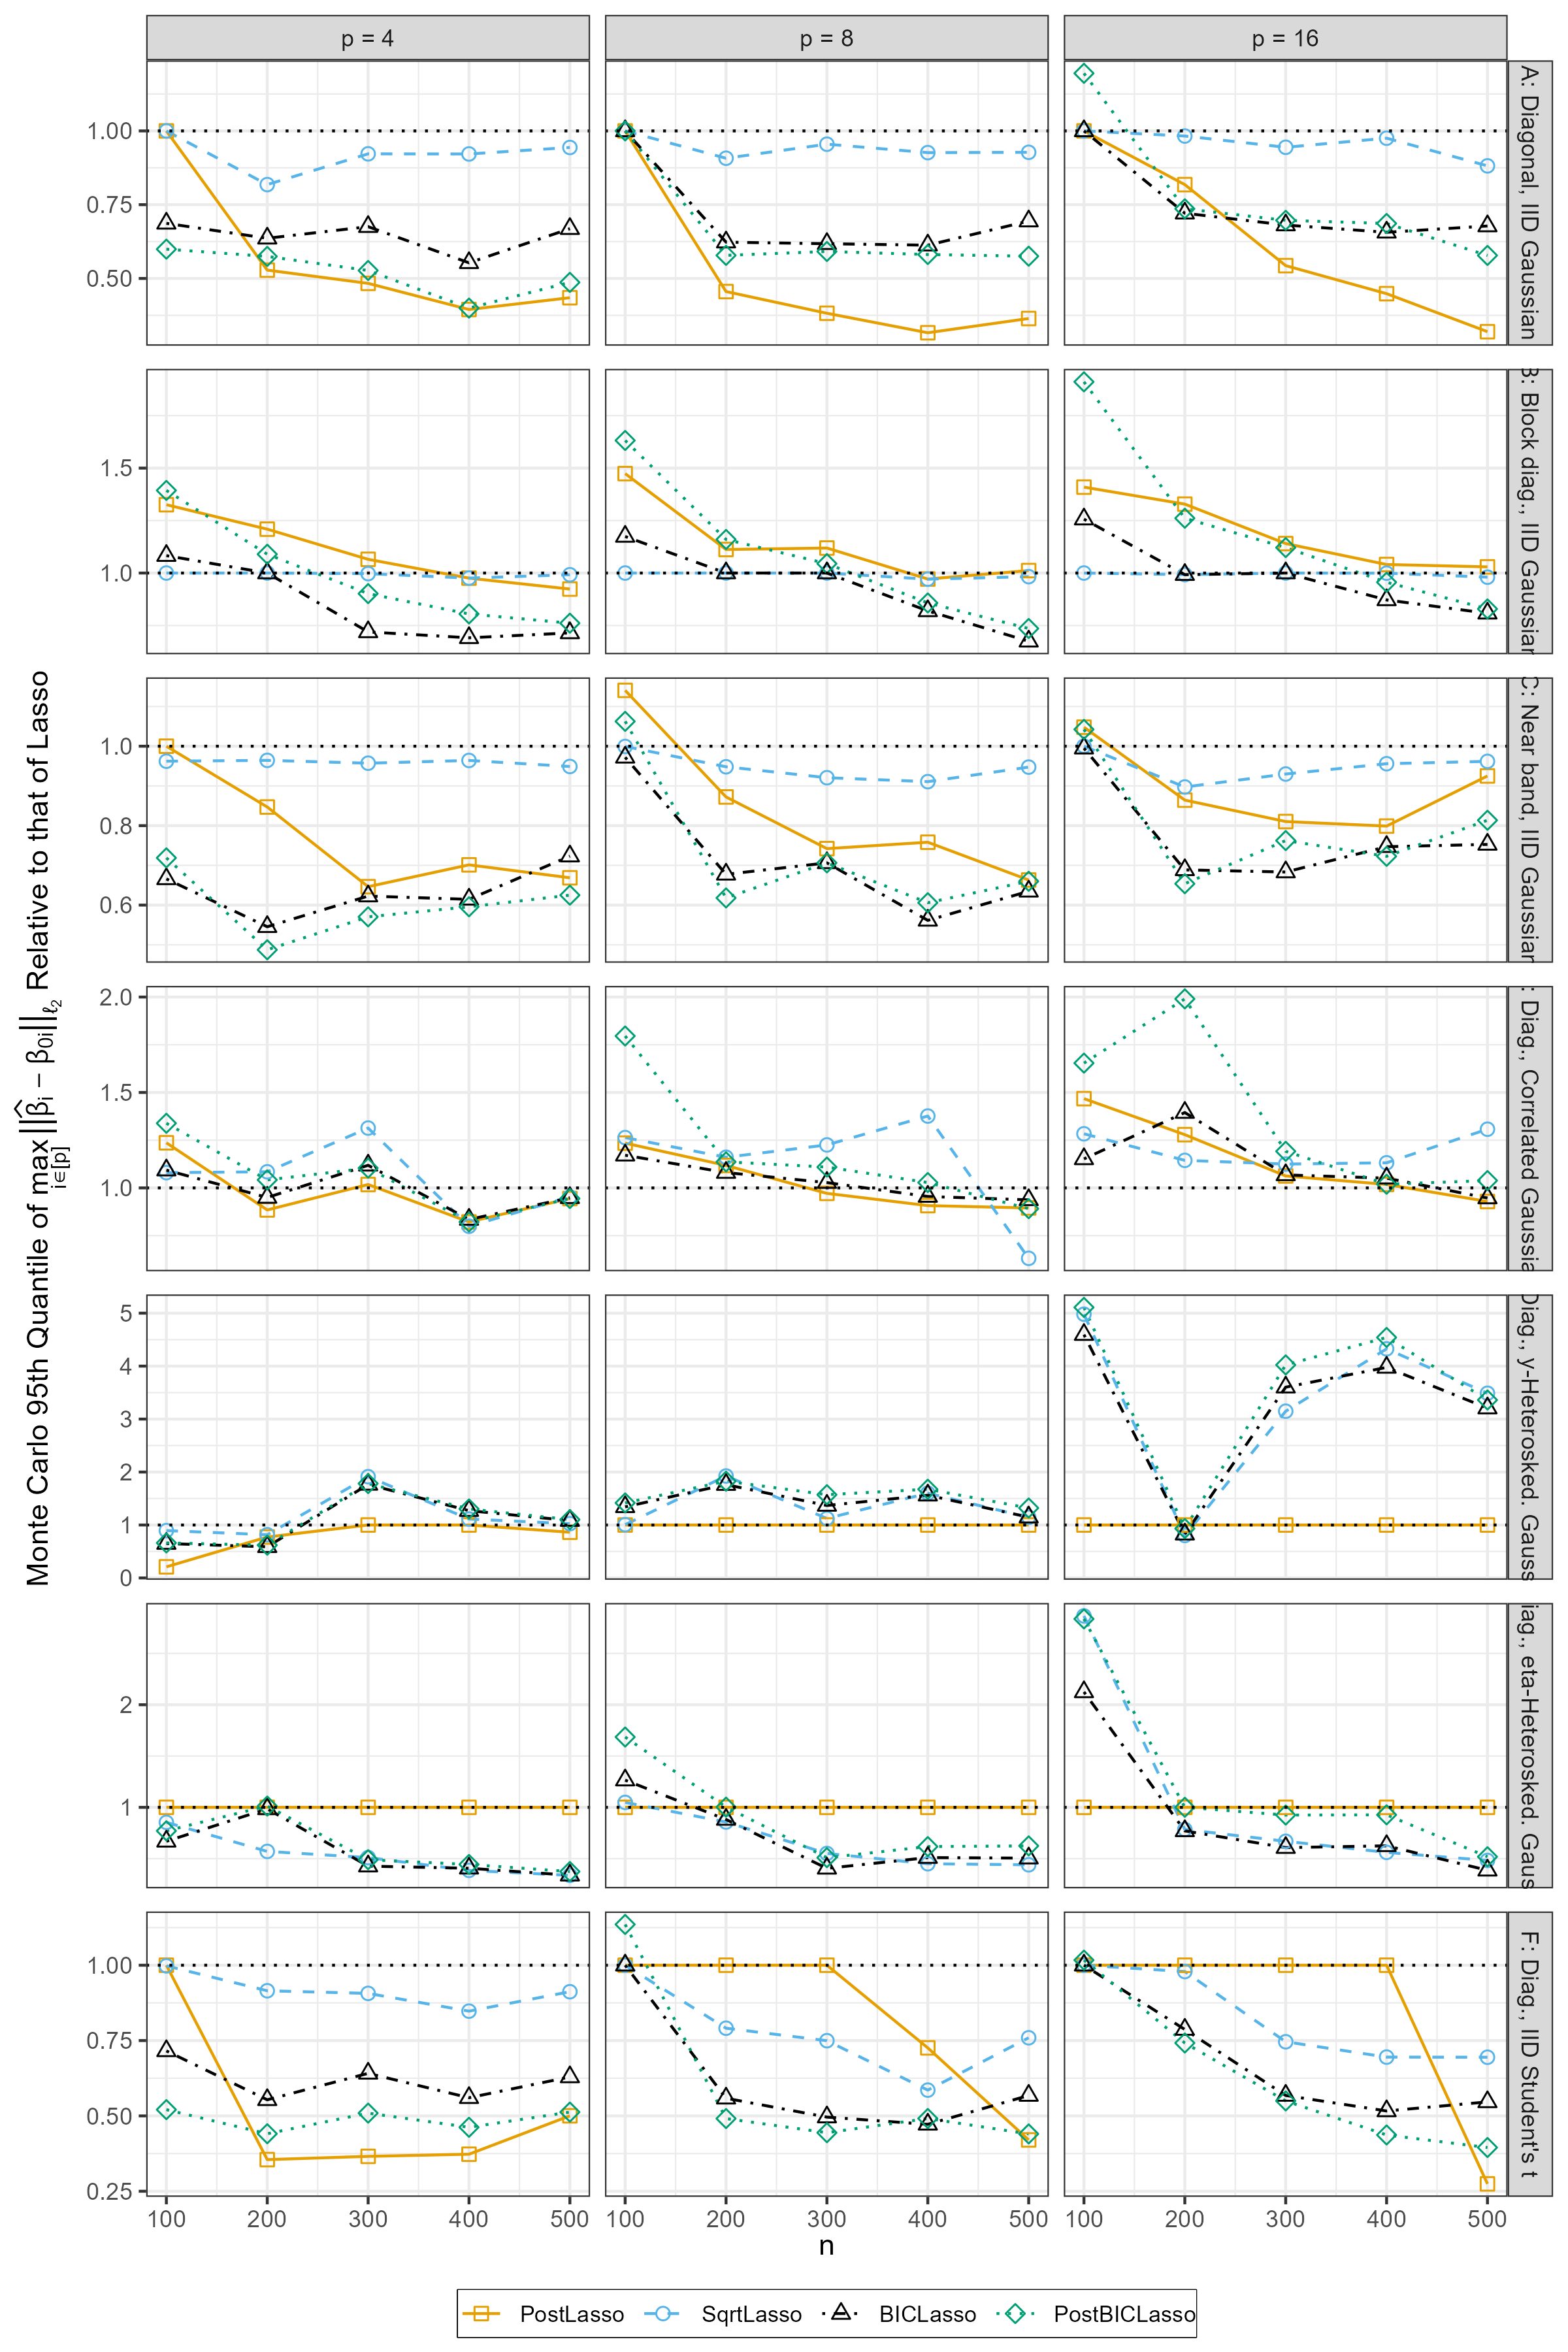 p = 4
p = 8
p = 16
Monte Carlo 95th Quantile of max i∈[p] ||β̂i − β0i||ℓ2 Relative to that of Lasso
1.00
0.75
0.50
A: Diagonal, IID Gaussian
1.5
1.0
B: Block diag., IID Gaussian
1.0
0.8
0.6
C: Near band, IID Gaussian
2.0
1.5
1.0
: Diag., Correlated Gaussia
5
4
3
2
1
0
Diag., y-Heterosked. Gauss
2
1
iag., eta-Heterosked. Gaus
1.00
0.75
0.50
0.25
F: Diag., IID Student's t
100 200 300 400 500
100 200 300 400 500
100 200 300 400 500
n
PostLasso SqrtLasso BICLasso PostBICLasso